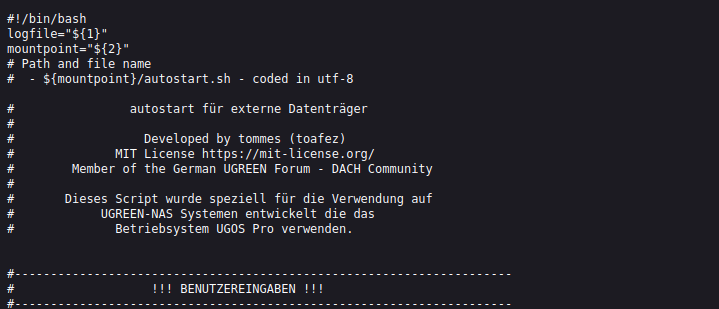 #!/bin/bash
logfile="${1}"
mountpoint="${2}"
# Path and file name
#  - ${mountpoint}/autostart.sh - coded in utf-8
#                autostart für externe Datenträger
#
#                  Developed by tommes (toafez)
#              MIT License https://mit-license.org/
#        Member of the German UGREEN Forum - DACH Community
#
#       Dieses Script wurde speziell für die Verwendung auf
#            UGREEN-NAS Systemen entwickelt die das
#              Betriebsystem UGOS Pro verwenden.
#---------------------------------------------------------------------
#                   !!! BENUTZEREINGABEN !!!
#---------------------------------------------------------------------